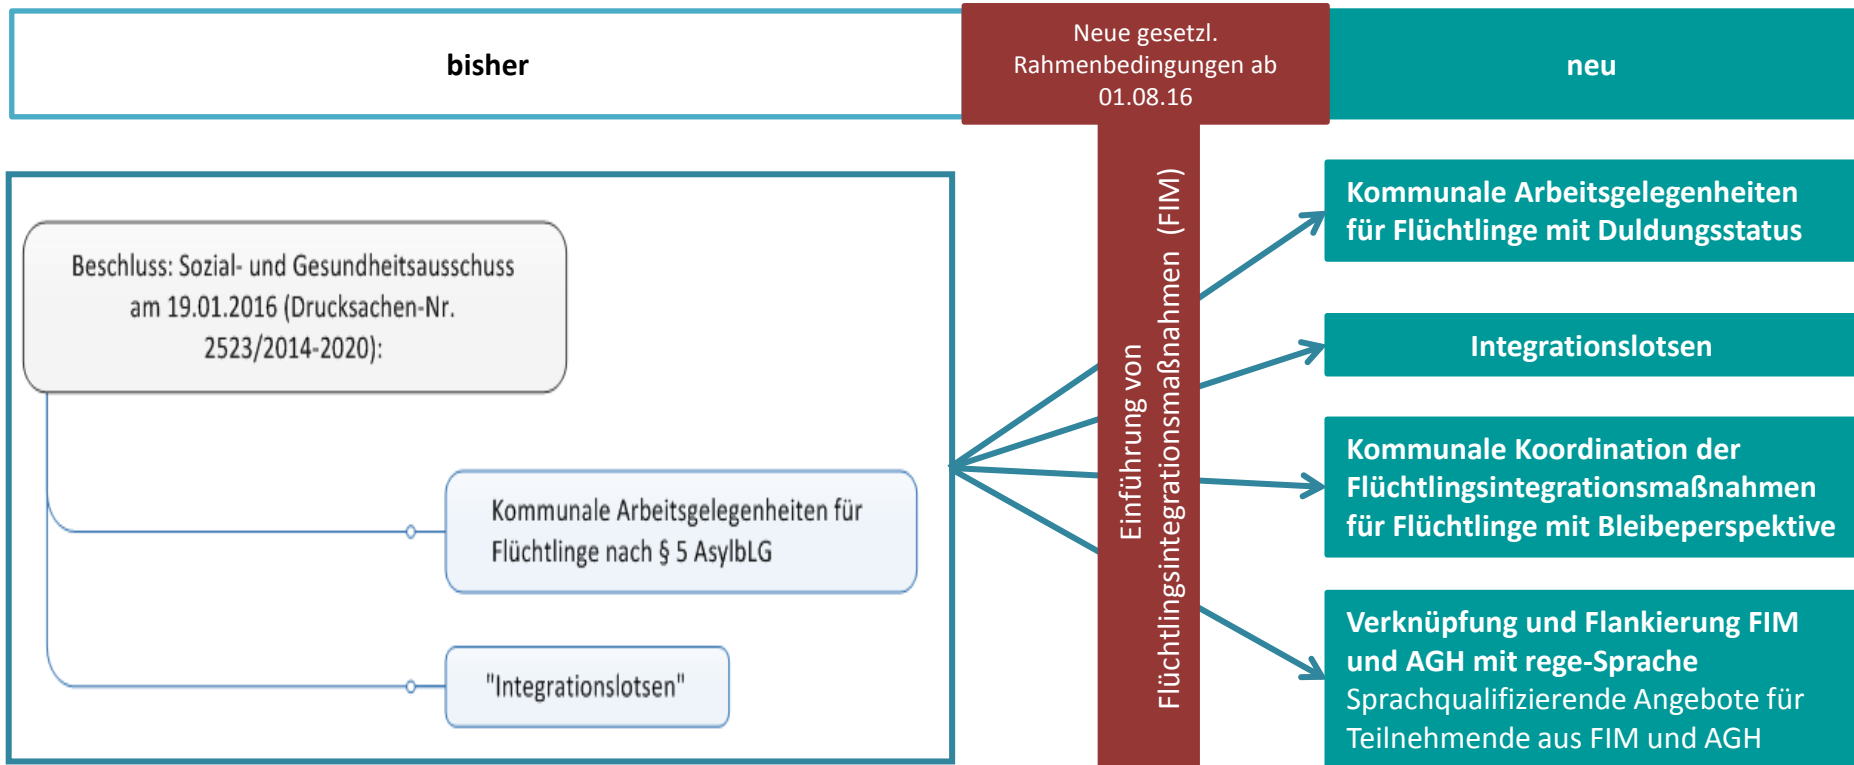 bisher
Neue gesetzl.
Rahmenbedingungen ab
01.08.16
neu
Beschluss: Sozial- und Gesundheitsausschuss
am 19.01.2016 (Drucksachen-Nr.
2523/2014-2020):
Kommunale Arbeitsgelegenheiten für
Flüchtlinge nach § 5 AsylbLG
"Integrationslotsen"
Einführung von
Flüchtlingsintegrationsmaßnahmen (FIM)
Kommunale Arbeitsgelegenheiten
für Flüchtlinge mit Duldungsstatus
Integrationslotsen
Kommunale Koordination der
Flüchtlingsintegrationsmaßnahmen
für Flüchtlinge mit Bleibeperspektive
Verknüpfung und Flankierung FIM
und AGH mit rege-Sprache
Sprachqualifizierende Angebote für
Teilnehmende aus FIM und AGH